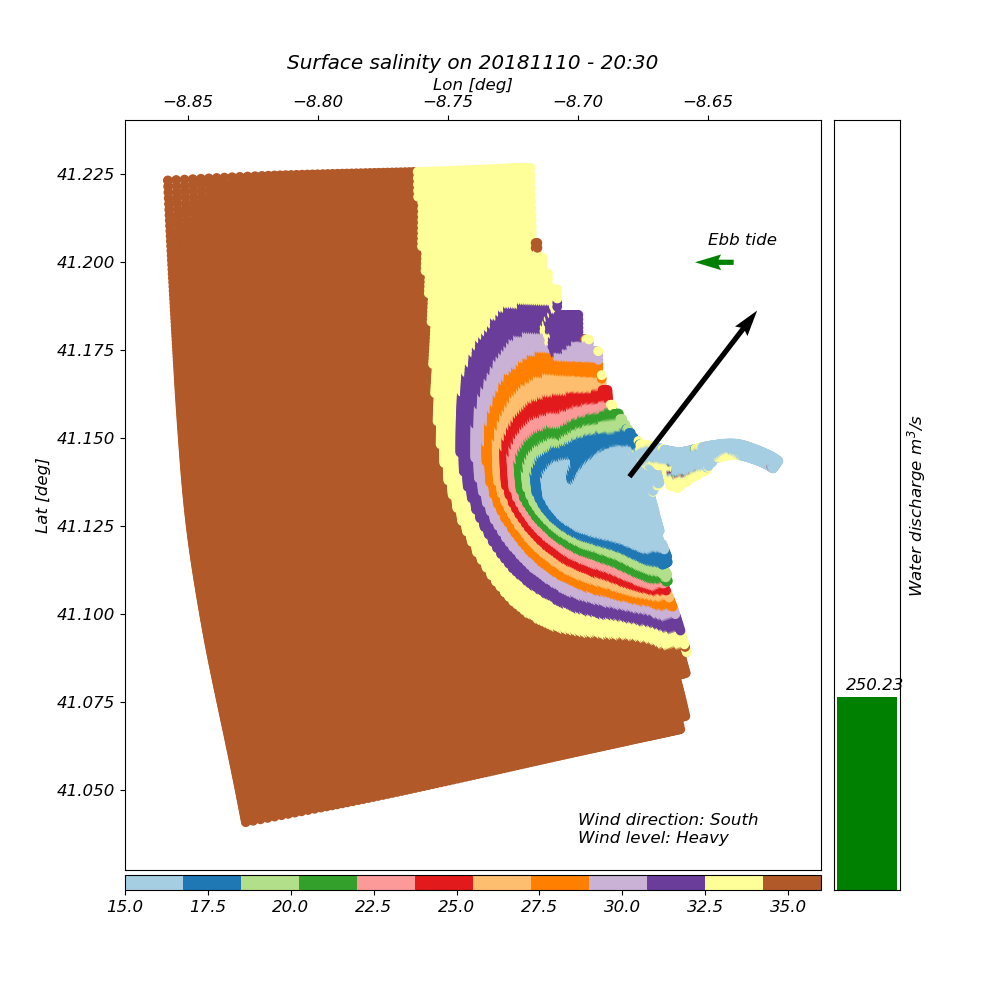 Surface salinity on 20181110 - 20:30
Lon [deg]
−8.85 −8.80 −8.75 −8.70 −8.65
41.225
41.200
41.175
41.150
41.125
41.100
41.075
41.050
Lat [deg]
Ebb tide
Wind direction: South
Wind level: Heavy
250.23
Water discharge m³/s
15.0 17.5 20.0 22.5 25.0 27.5 30.0 32.5 35.0